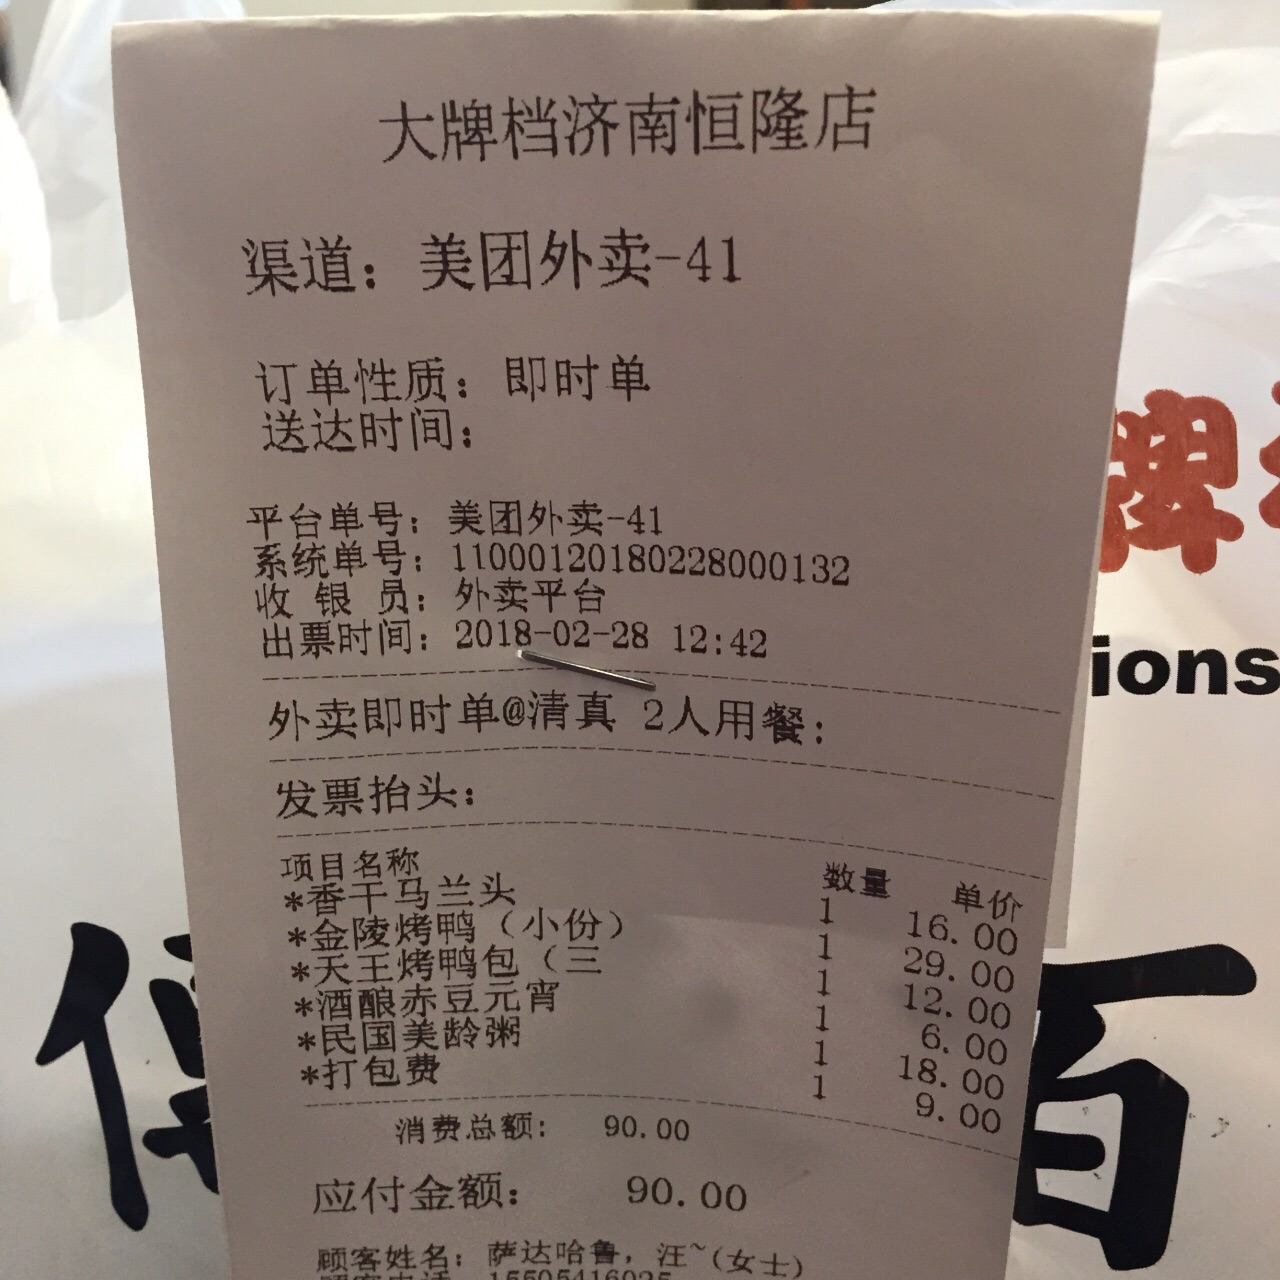 大牌档济南恒隆店
渠道：美团外卖-41
订单性质：即时单
送达时间：
平台单号：美团外卖-41
系统单号：11000120180228000132
收 银 员：外卖平台
出票时间：2018-02-28 12:42
外卖即时单@清真 2人用餐：
发票抬头：
项目名称 数量 单价
*香干马兰头 1 16.00
*金陵烤鸭（小份） 1 29.00
*天王烤鸭包（三 1 12.00
*酒酿赤豆元宵 1 6.00
*民国美龄粥 1 18.00
*打包费 1 9.00
消费总额： 90.00
应付金额： 90.00
顾客姓名：萨达哈鲁，汪~(女士)
牌
ions
百